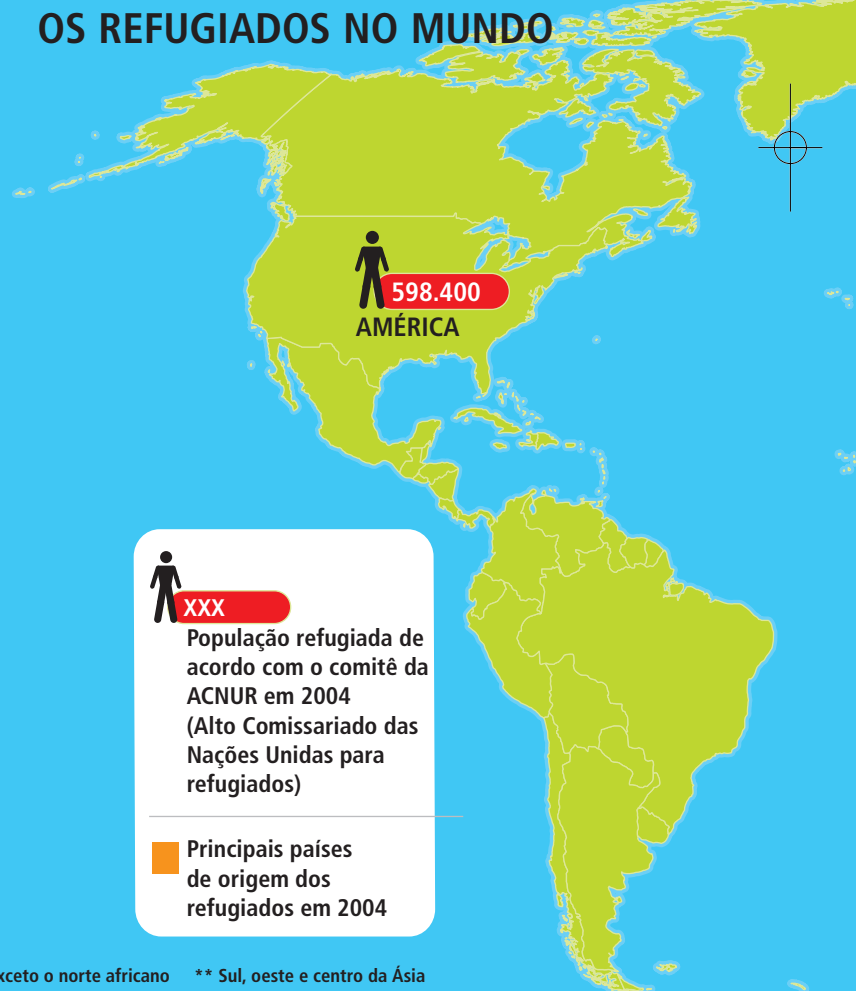 OS REFUGIADOS NO MUNDO
598.400
AMÉRICA
XXX
População refugiada de
acordo com o comitê da
ACNUR em 2004
(Alto Comissariado das
Nações Unidas para
refugiados)
Principais países
de origem dos
refugiados em 2004
xceto o norte africano ** Sul, oeste e centro da Ásia